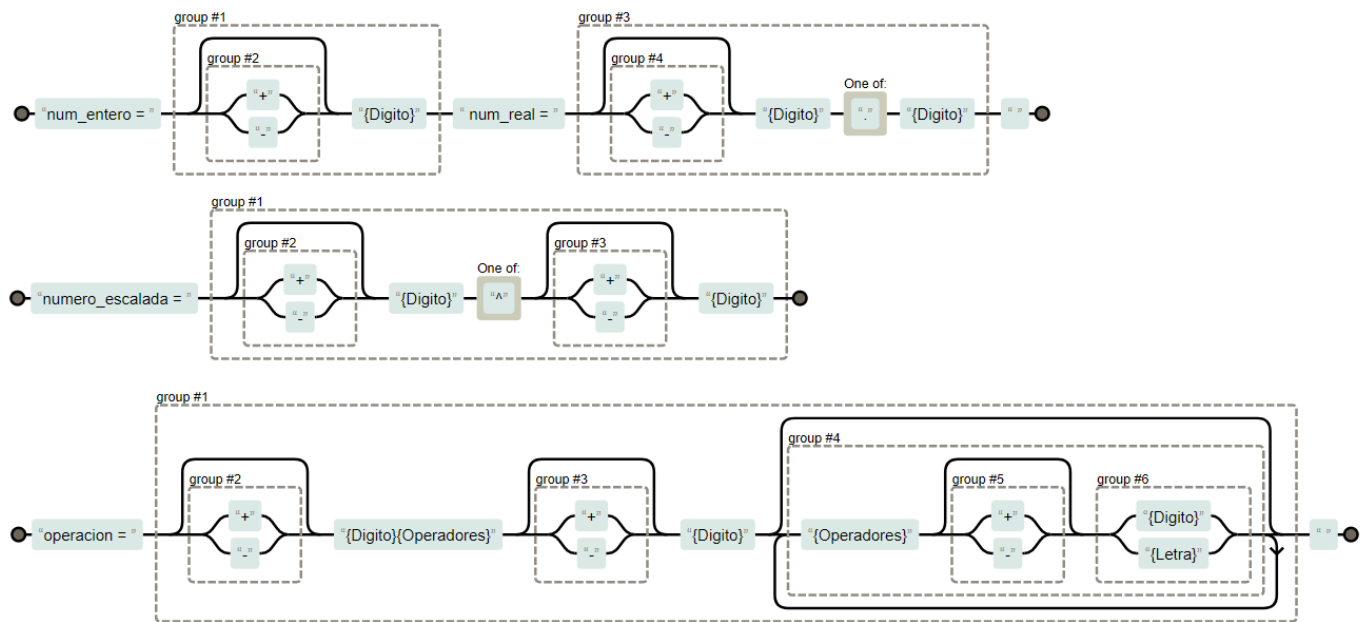 group #1 group #3
group #2 group #4
“+” “+” One of:
“num_entero = ” “{Digito}” “num_real = ” “{Digito}” “.” “{Digito}” “ ”
“-” “-”
group #1
group #2 group #3
“+” One of: “+”
“numero_escalada = ” “{Digito}” “^” “{Digito}”
“-” “-”
group #1
group #4
group #2 group #3 group #5 group #6
“+” “+” “+” “{Digito}”
“operacion = ” “{Digito}{Operadores}” “{Digito}” “{Operadores}” “ ”
“-” “-” “-” “{Letra}”